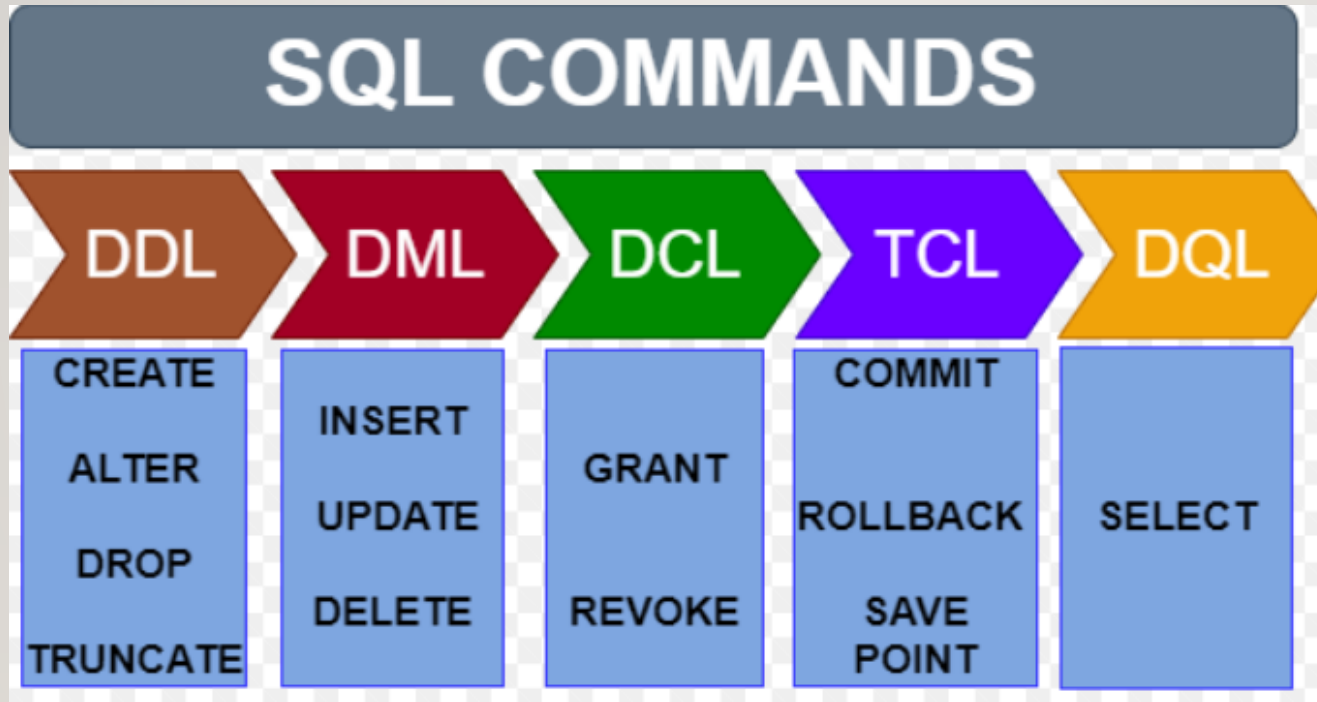 SQL COMMANDS
DDL
DML
DCL
TCL
DQL
CREATE
ALTER
DROP
TRUNCATE
INSERT
UPDATE
DELETE
GRANT
REVOKE
COMMIT
ROLLBACK
SAVE
POINT
SELECT